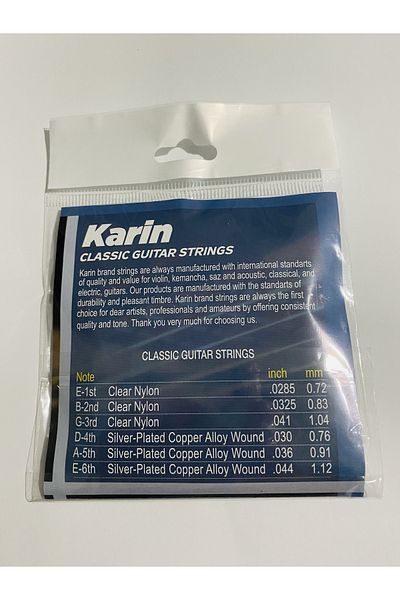 Karin
CLASSIC GUITAR STRINGS
Karin brand strings are always manufactured with international standarts
of quality and value for violin, kemancha, saz and acoustic, classical, and
electric, guitars. Our products are manufactured with the standarts of
durability and pleasant timbre. Karin brand strings are always the first
choice for dear artists, professionals and amateurs by offering consistent
quality and tone. Thank you very much for choosing us.
CLASSIC GUITAR STRINGS
Note inch mm
E-1st Clear Nylon .0285 0.72
B-2nd Clear Nylon .0325 0.83
G-3rd Clear Nylon .041 1.04
D-4th Silver-Plated Copper Alloy Wound .030 0.76
A-5th Silver-Plated Copper Alloy Wound .036 0.91
E-6th Silver-Plated Copper Alloy Wound .044 1.12